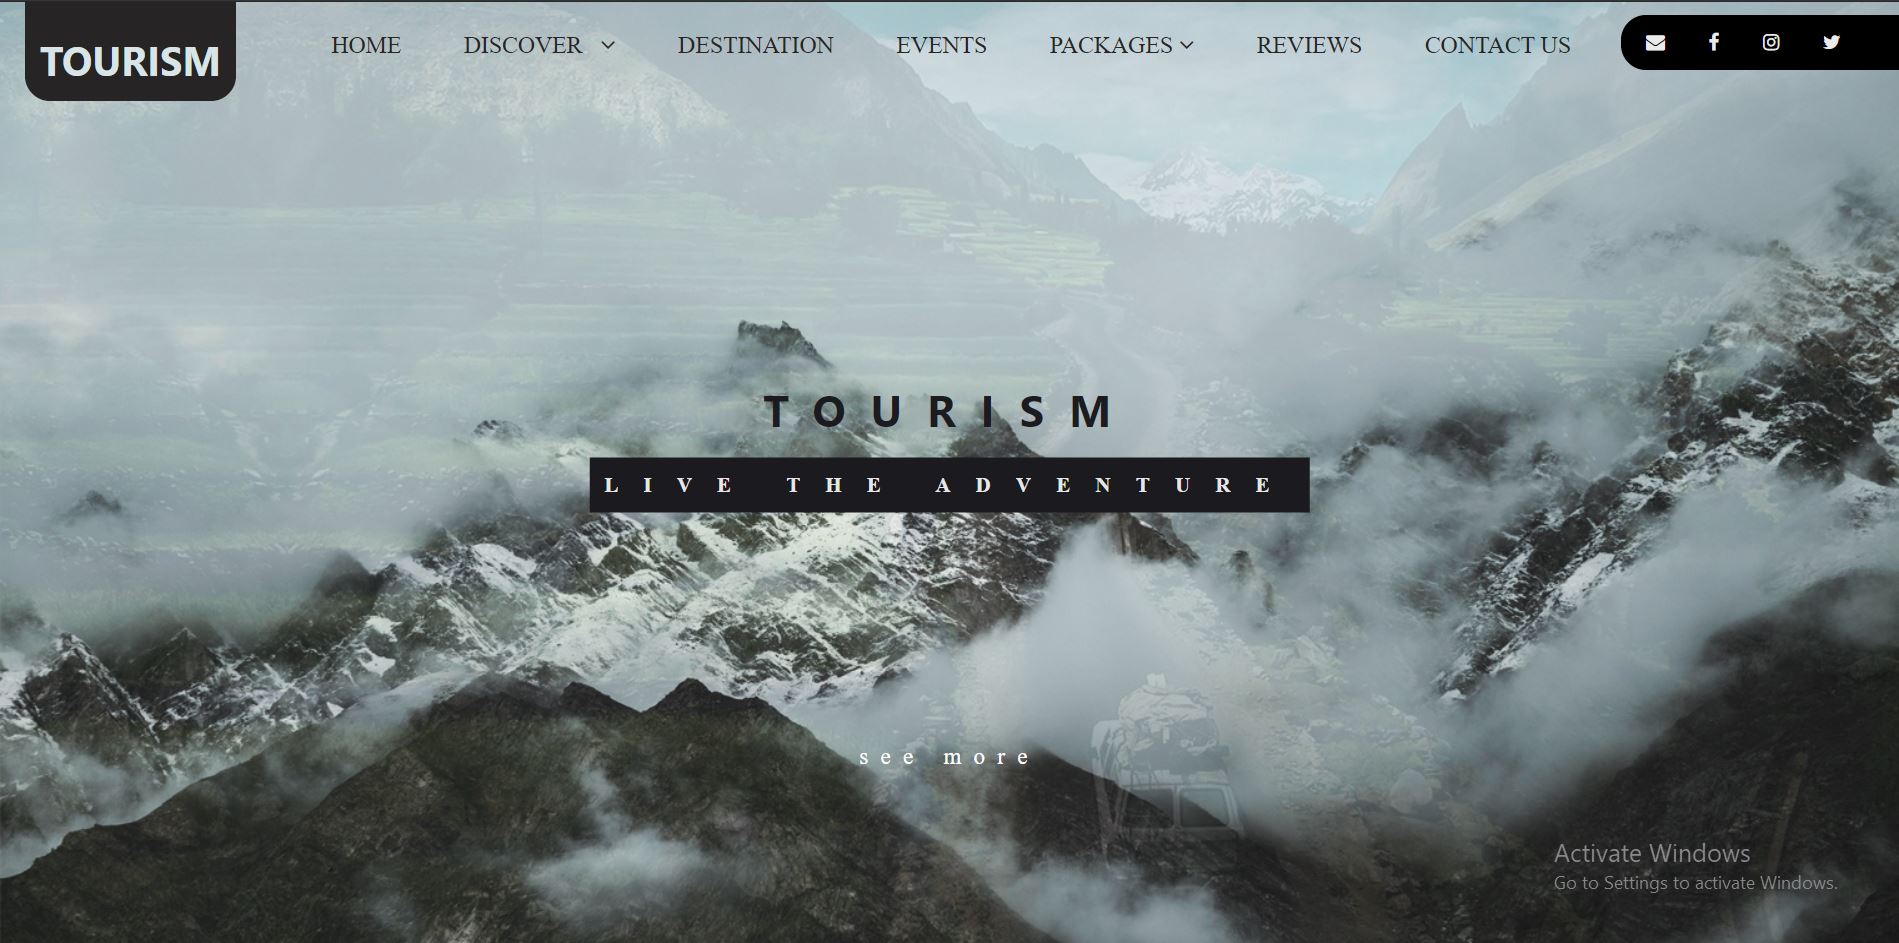 TOURISM
HOME DISCOVER DESTINATION EVENTS PACKAGES REVIEWS CONTACT US
TOURISM
LIVE THE ADVENTURE
see more
Activate Windows
Go to Settings to activate Windows.